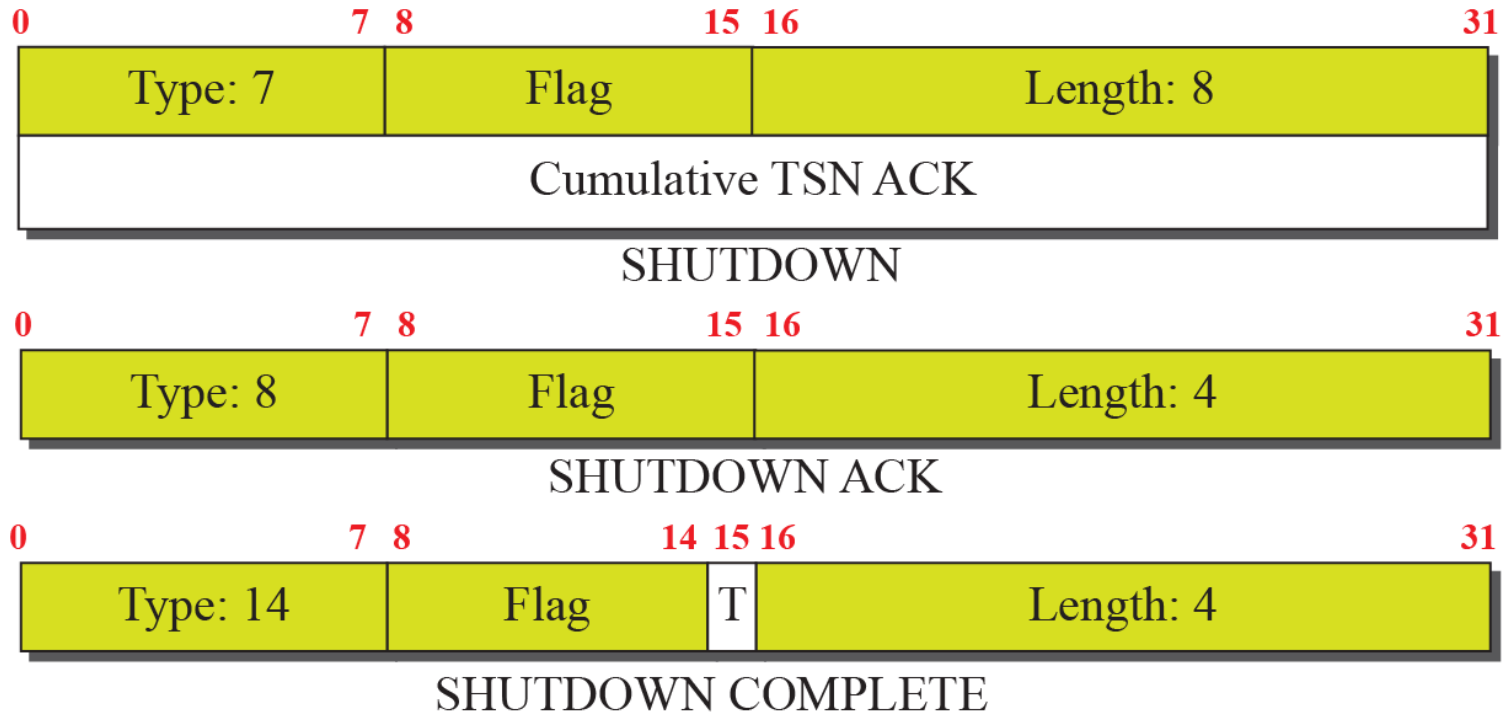 0 7 8 15 16 31
Type: 7 Flag Length: 8
Cumulative TSN ACK
SHUTDOWN
0 7 8 15 16 31
Type: 8 Flag Length: 4
SHUTDOWN ACK
0 7 8 14 15 16 31
Type: 14 Flag T Length: 4
SHUTDOWN COMPLETE